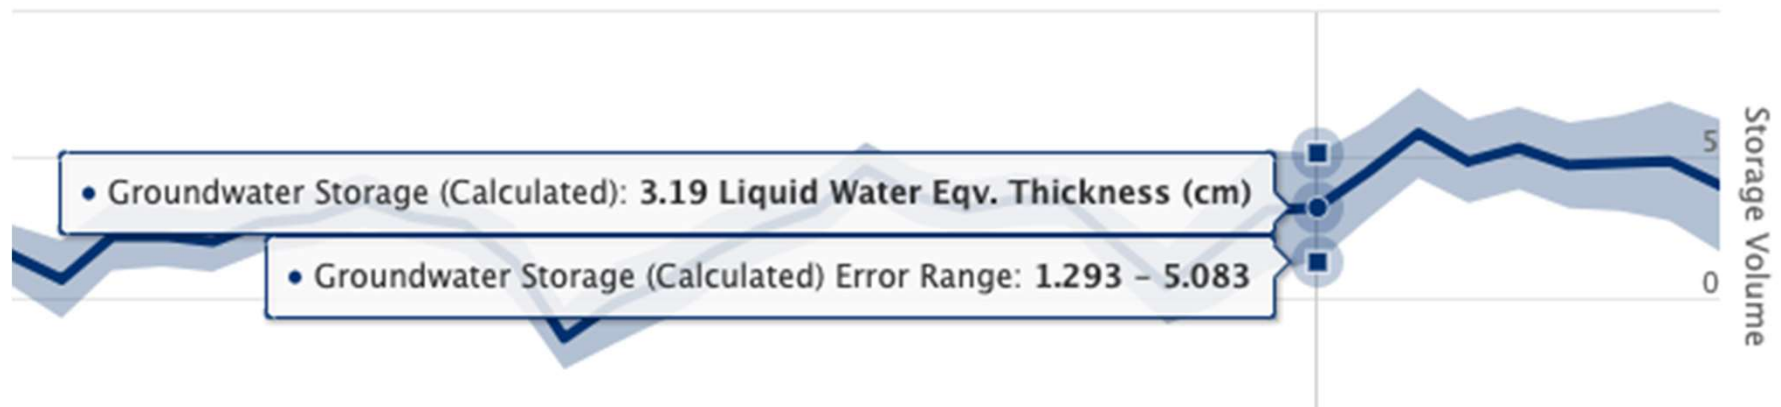 5
Groundwater Storage (Calculated): 3.19 Liquid Water Eqv. Thickness (cm)
Groundwater Storage (Calculated) Error Range: 1.293 – 5.083
0
Storage Volume